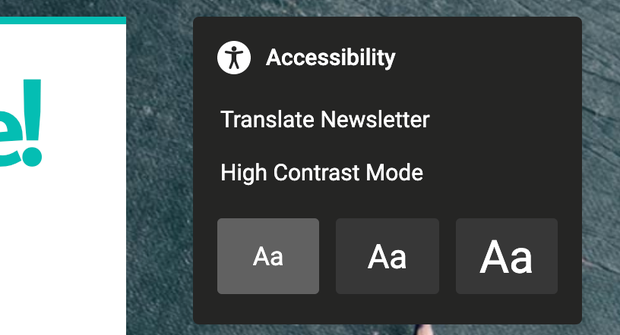 e!
Accessibility
Translate Newsletter
High Contrast Mode
Aa Aa Aa